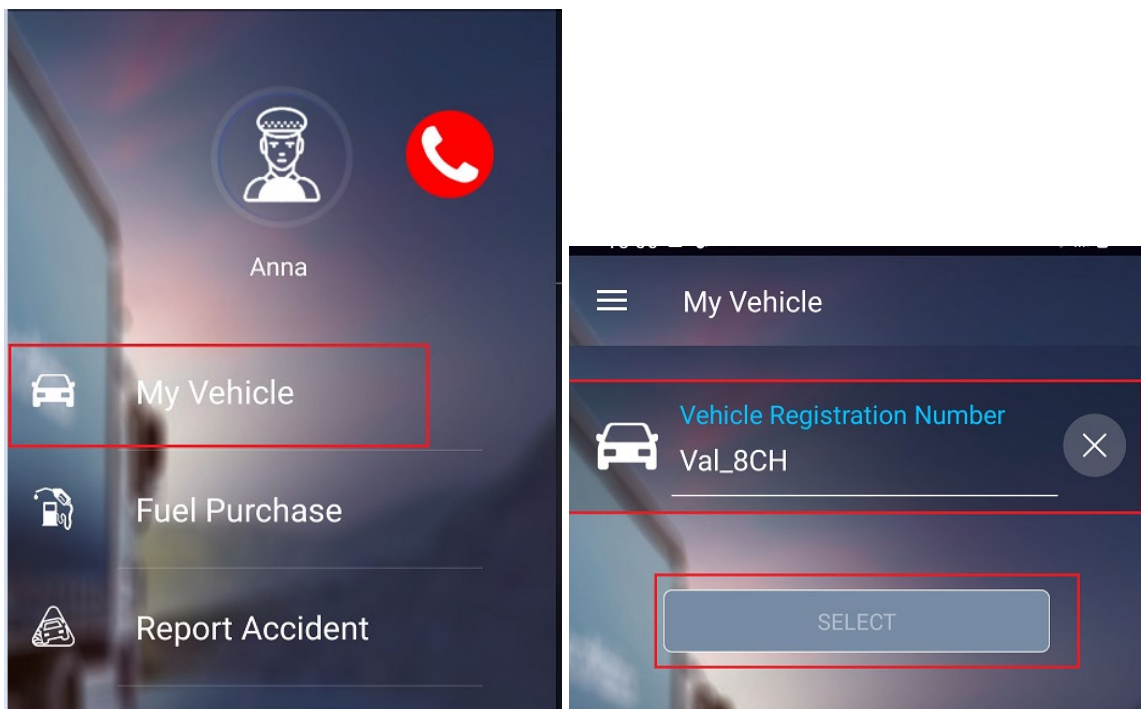 Anna
My Vehicle
Fuel Purchase
Report Accident
My Vehicle
Vehicle Registration Number
Val_8CH
SELECT